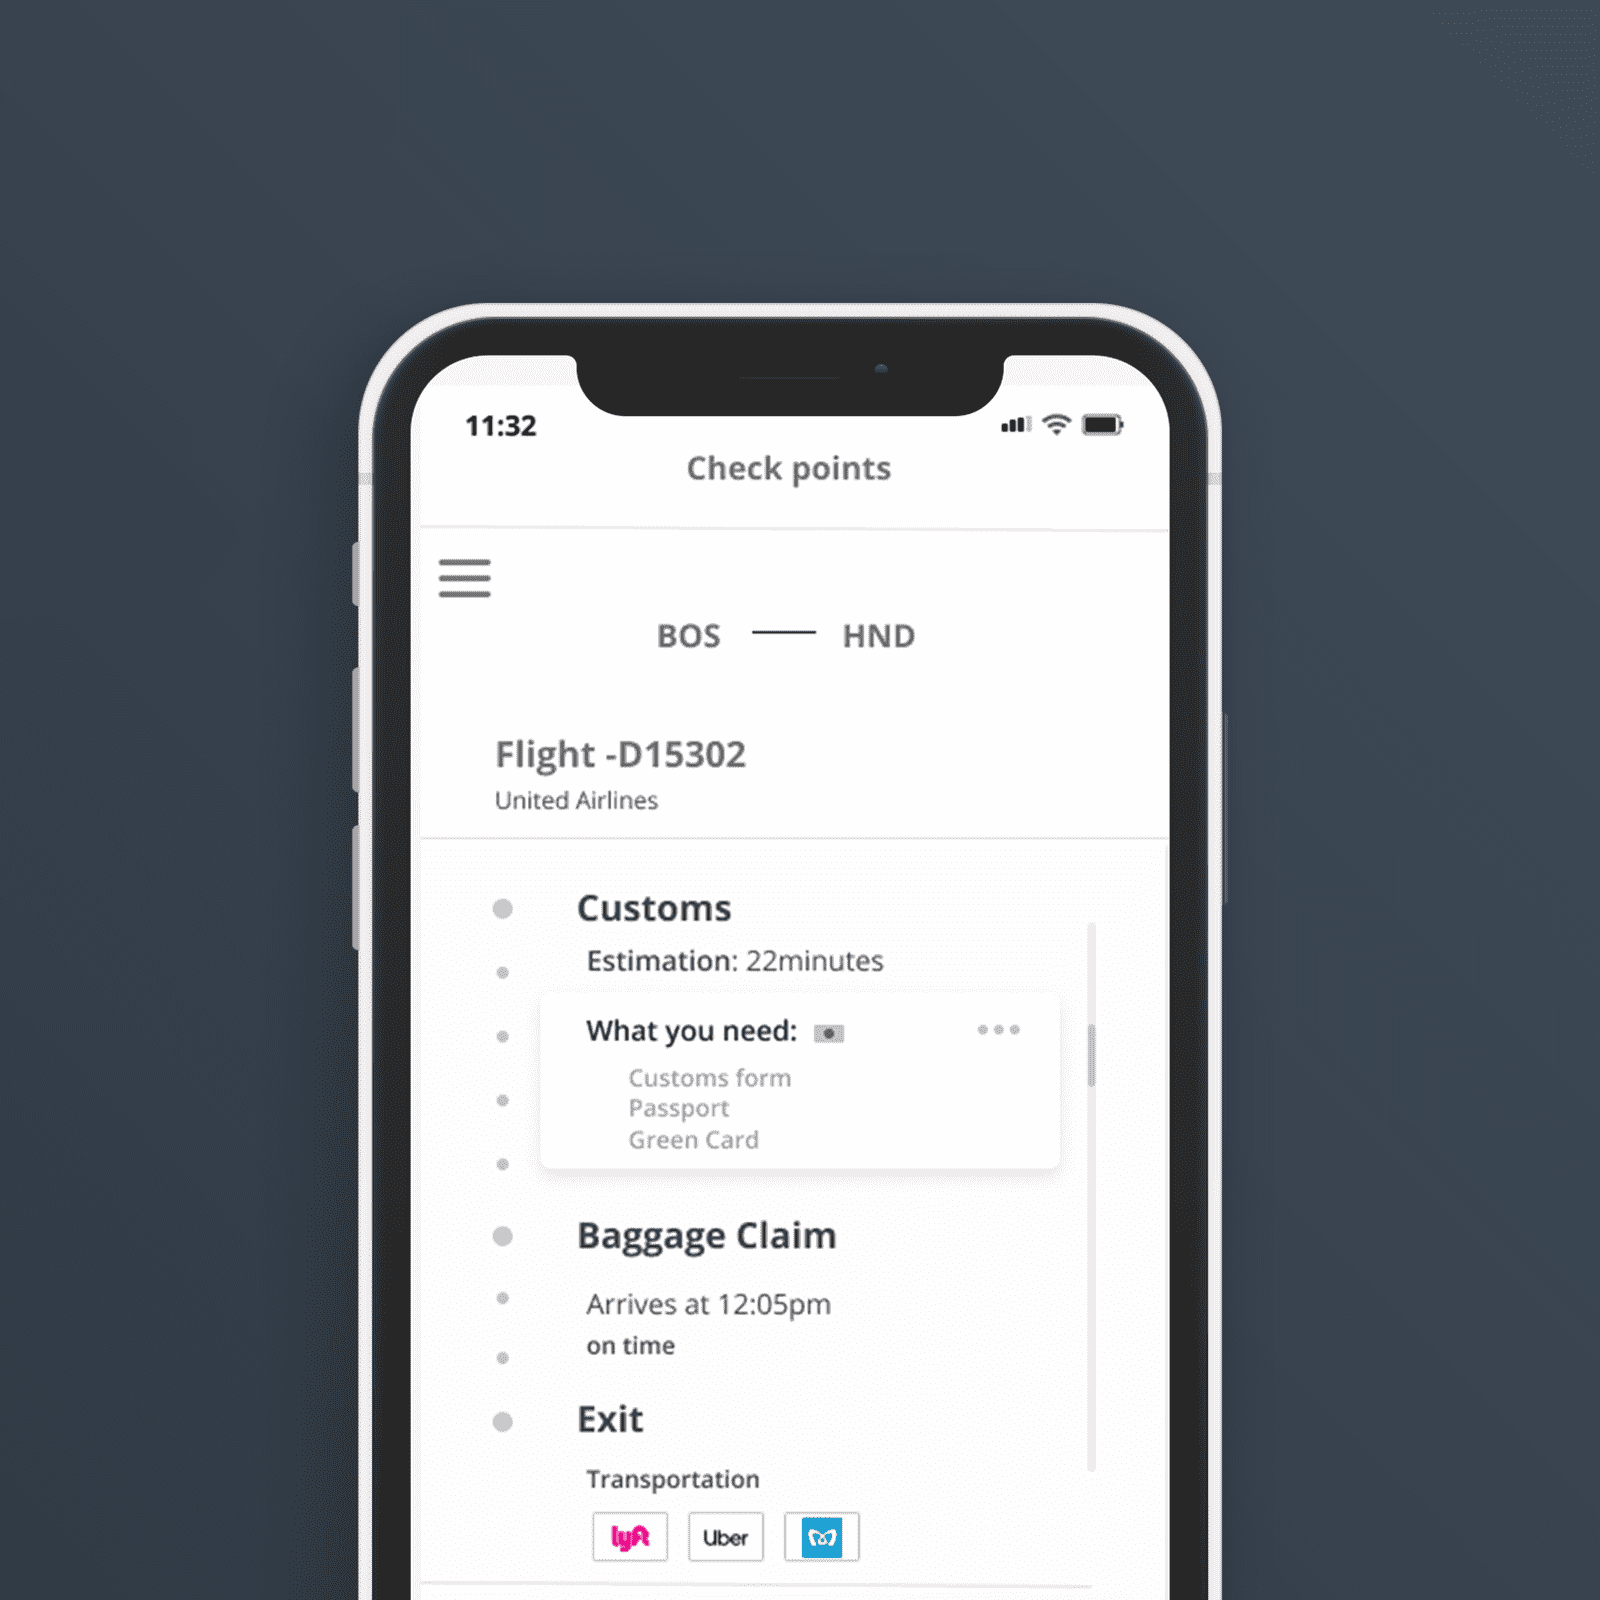 11:32
Check points
BOS — HND
Flight -D15302
United Airlines
Customs
Estimation: 22minutes
What you need:
Customs form
Passport
Green Card
Baggage Claim
Arrives at 12:05pm
on time
Exit
Transportation
lyft Uber